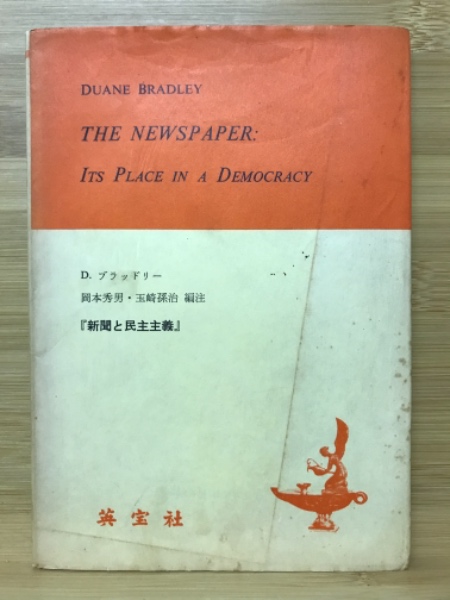 DUANE BRADLEY
THE NEWSPAPER:
ITS PLACE IN A DEMOCRACY
D. ブラッドリー
岡本秀男・玉崎孫治 編注
『新聞と民主主義』
英宝社